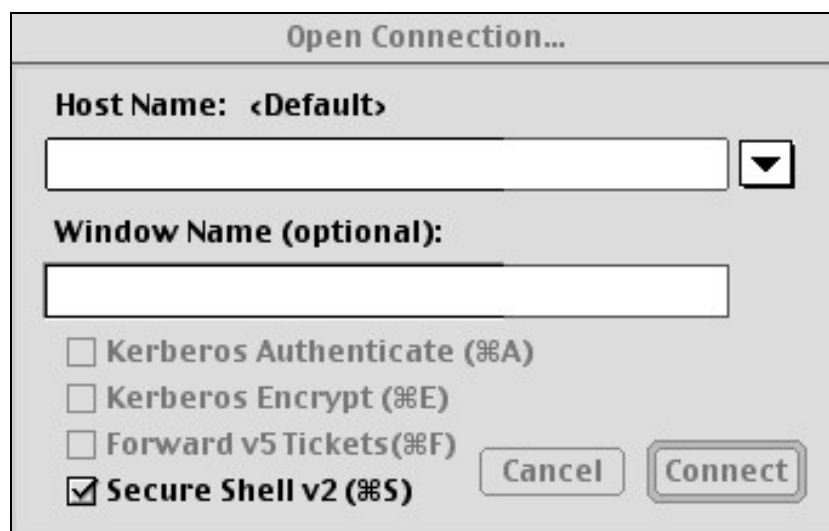 Open Connection...
Host Name: <Default>
Window Name (optional):
Kerberos Authenticate (⌘A)
Kerberos Encrypt (⌘E)
Forward v5 Tickets(⌘F)
Secure Shell v2 (⌘S)
Cancel
Connect